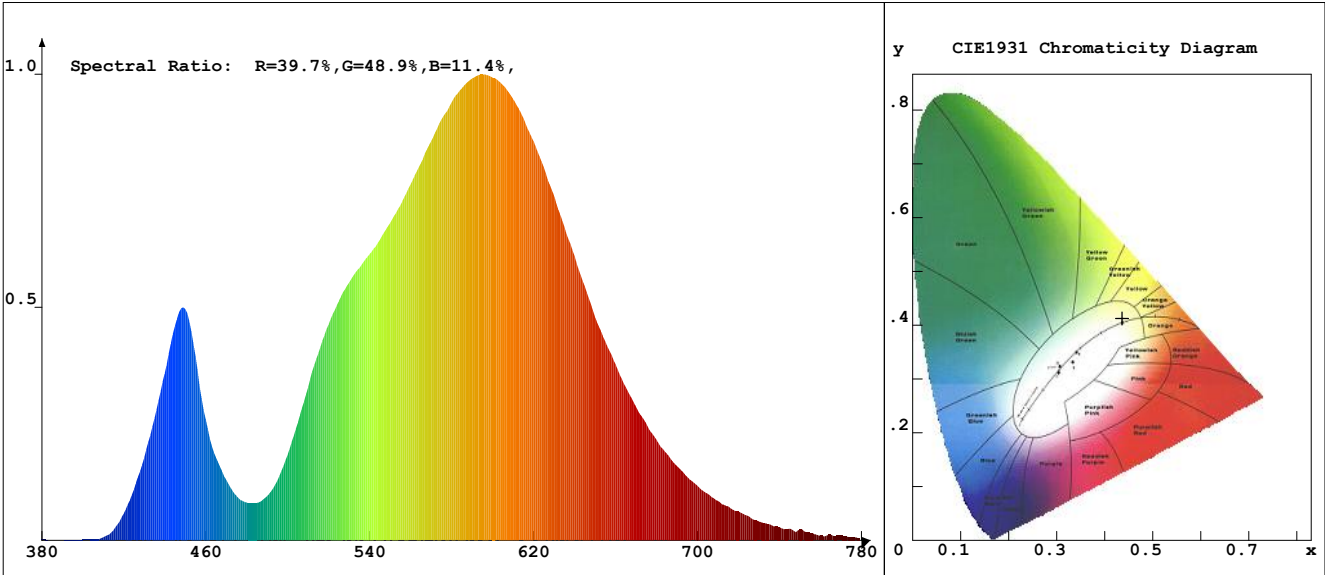 Spectral Ratio: R=39.7%,G=48.9%,B=11.4%,
1.0
0.5
380
460
540
620
700
780
y
CIE1931 Chromaticity Diagram
.8
.6
.4
.2
0
0.1
0.3
0.5
0.7
x
Yellowish
Green
Green
Yellow
Green
Greenish
Yellow
Yellow
Orange
Yellow
Orange
Bluish
Green
Yellowish
Pink
Reddish
Orange
Pink
Red
Greenish
Blue
Purplish
Pink
Purplish
Red
Blue
Purple
Reddish
Purple